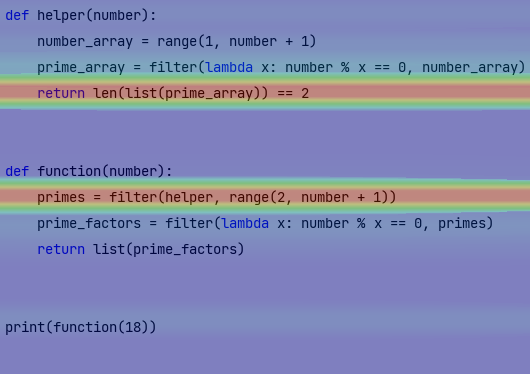 def helper(number):
    number_array = range(1, number + 1)
    prime_array = filter(lambda x: number % x == 0, number_array)
    return len(list(prime_array)) == 2
def function(number):
    primes = filter(helper, range(2, number + 1))
    prime_factors = filter(lambda x: number % x == 0, primes)
    return list(prime_factors)
print(function(18))